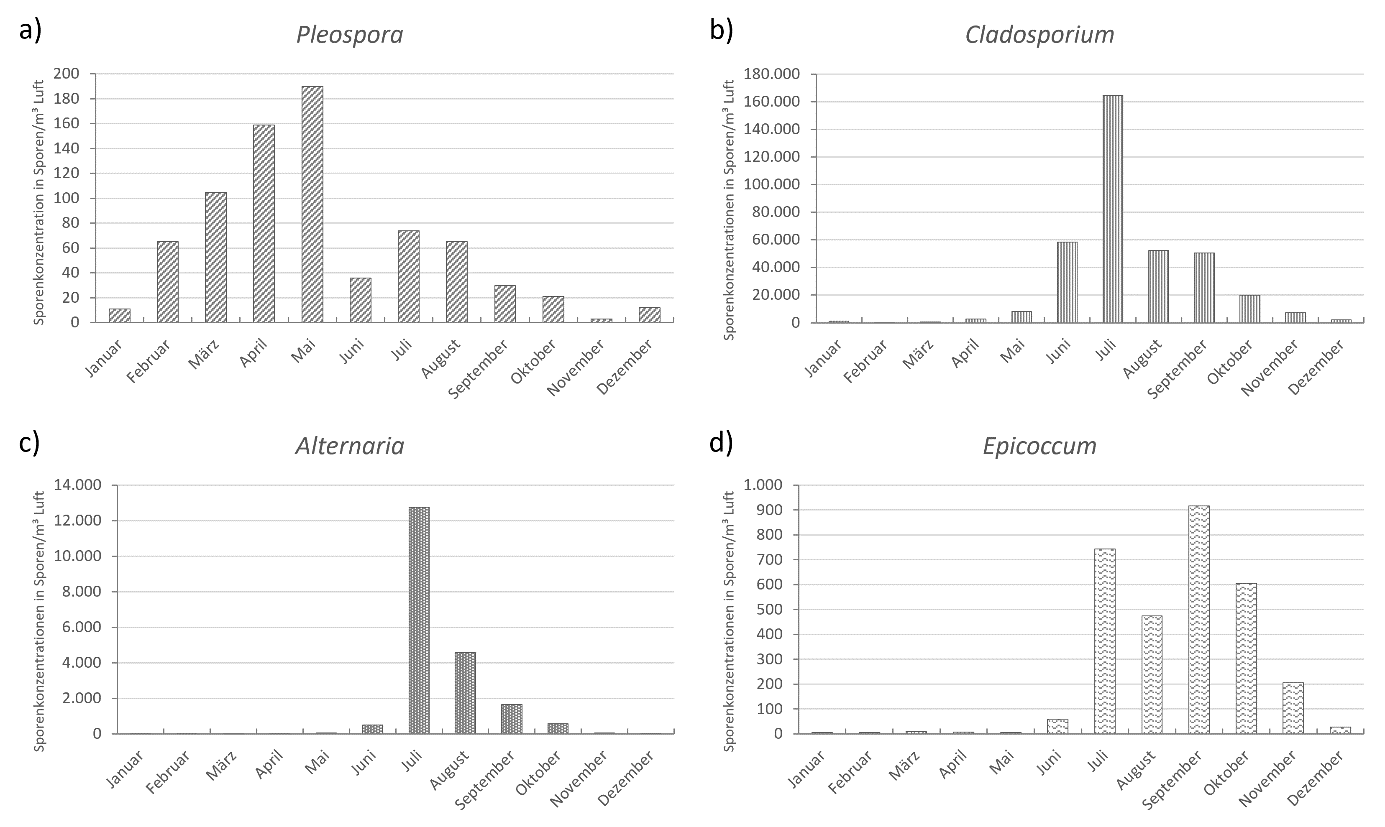 a)
Pleospora
Sporenkonzentration in Sporen/m³ Luft
200
180
160
140
120
100
80
60
40
20
0
Januar
Februar
März
April
Mai
Juni
Juli
August
September
Oktober
November
Dezember
b)
Cladosporium
Sporenkonzentrationen in Sporen/m³ Luft
180.000
160.000
140.000
120.000
100.000
80.000
60.000
40.000
20.000
0
Januar
Februar
März
April
Mai
Juni
Juli
August
September
Oktober
November
Dezember
c)
Alternaria
Sporenkonzentrationen in Sporen/m³ Luft
14.000
12.000
10.000
8.000
6.000
4.000
2.000
0
Januar
Februar
März
April
Mai
Juni
Juli
August
September
Oktober
November
Dezember
d)
Epicoccum
Sporenkonzentrationen in Sporen/m³ Luft
1.000
900
800
700
600
500
400
300
200
100
0
Januar
Februar
März
April
Mai
Juni
Juli
August
September
Oktober
November
Dezember